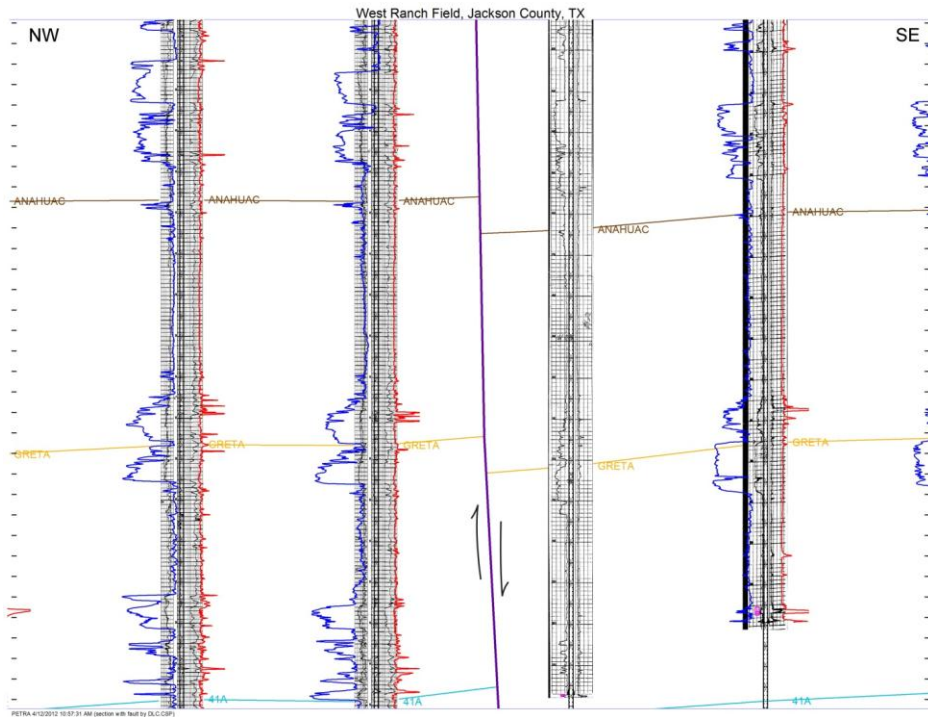 West Ranch Field, Jackson County, TX
NW
SE
ANAHUAC
ANAHUAC
ANAHUAC
ANAHUAC
ANAHUAC
GRETA
GRETA
GRETA
GRETA
GRETA
41A
41A
41A
PETRA 4/12/2012 10:57:31 AM (section with fault by DLC.CSP)